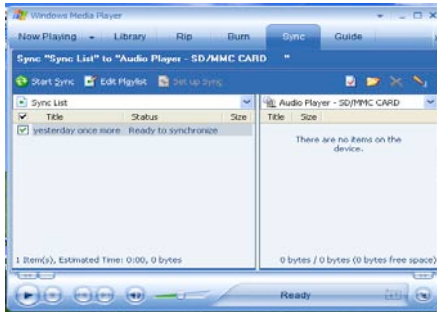 Windows Media Player
Now Playing Library Rip Burn Sync Guide
Sync "Sync List" to "Audio Player - SD/MMC CARD "
Start Sync Edit Playlist Set up Sync
Sync List
Audio Player - SD/MMC CARD
Title Status Size
Title Size
yesterday once more Ready to synchronize
There are no items on the
device.
1 Item(s), Estimated Time: 0:00, 0 bytes
0 bytes / 0 bytes (0 bytes free space)
Ready